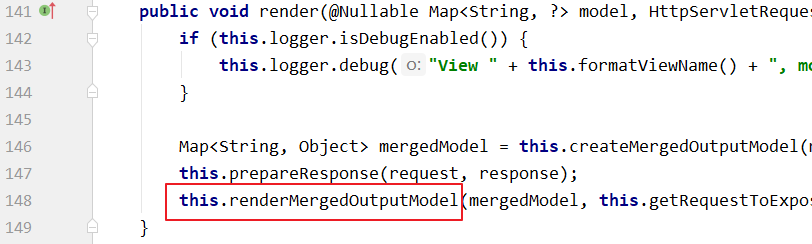 141 public void render(@Nullable Map<String, ?> model, HttpServletReque
142 if (this.logger.isDebugEnabled()) {
143 this.logger.debug( o: "View " + this.formatViewName() + ", mo
144 }
145
146 Map<String, Object> mergedModel = this.createMergedOutputModel(
147 this.prepareResponse(request, response);
148 this.renderMergedOutputModel(mergedModel, this.getRequestToExpos
149 }